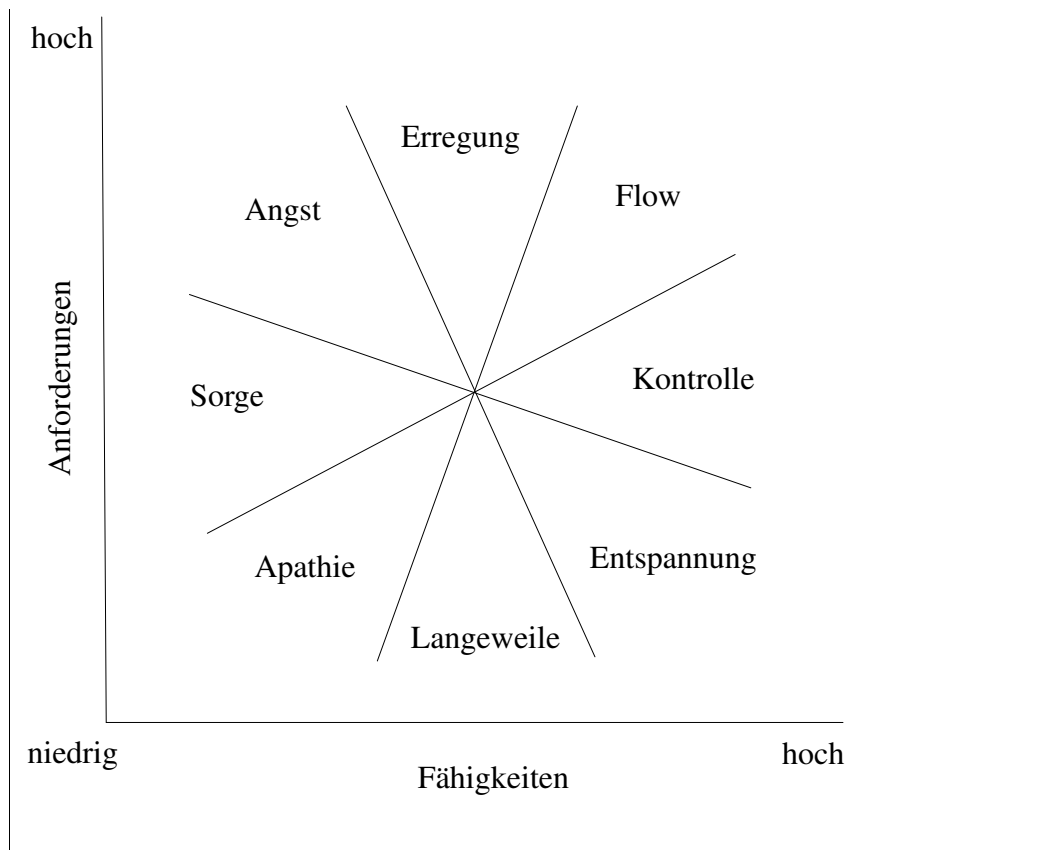 hoch
Erregung
Flow
Angst
Anforderungen
Kontrolle
Sorge
Entspannung
Apathie
Langeweile
niedrig
hoch
Fähigkeiten